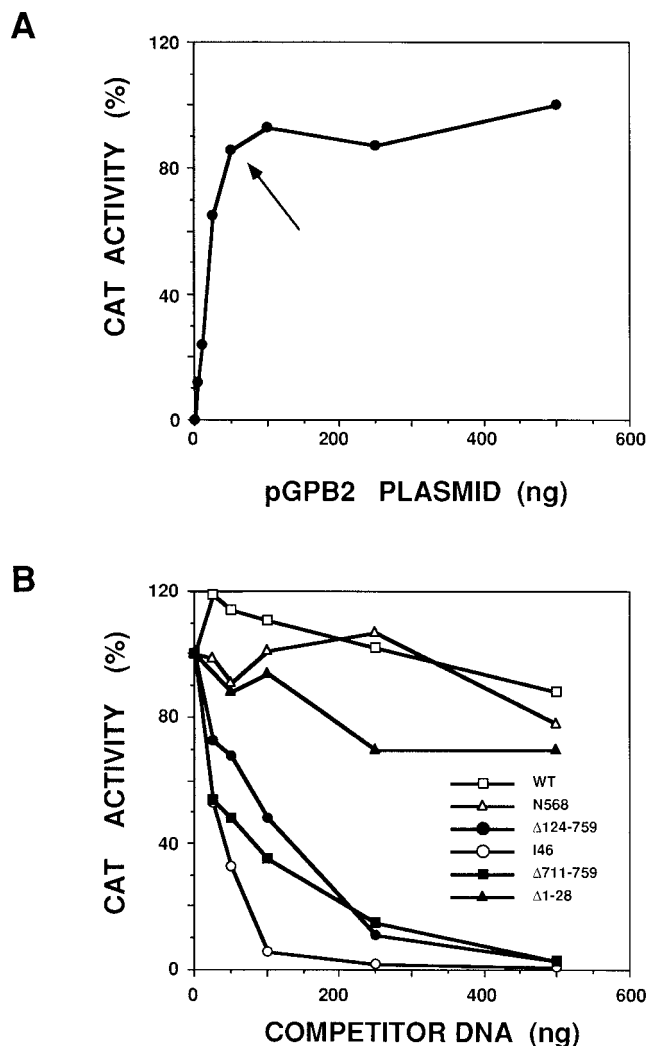 A
CAT ACTIVITY (%)
120
80
40
0
0 200 400 600
pGPB2 PLASMID (ng)
B
CAT ACTIVITY (%)
120
80
40
0
WT
N568
Δ124-759
I46
Δ711-759
Δ1-28
0 200 400 600
COMPETITOR DNA (ng)